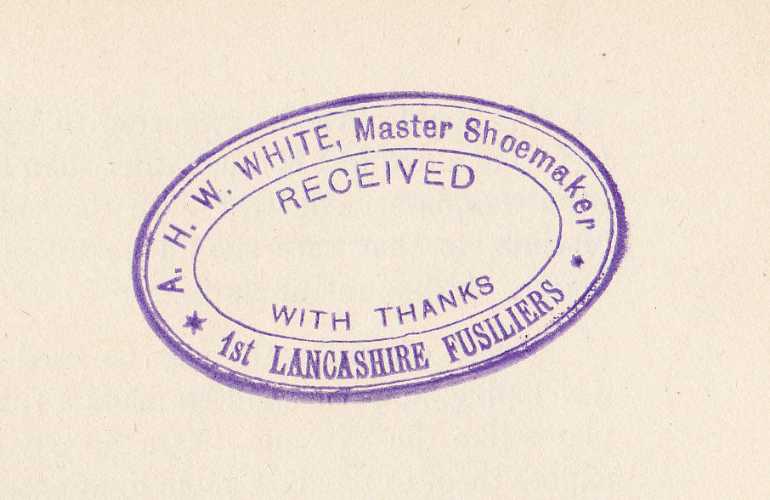 A. H. W. WHITE, Master Shoemaker
RECEIVED
WITH THANKS
★ 1st LANCASHIRE FUSILIERS ★